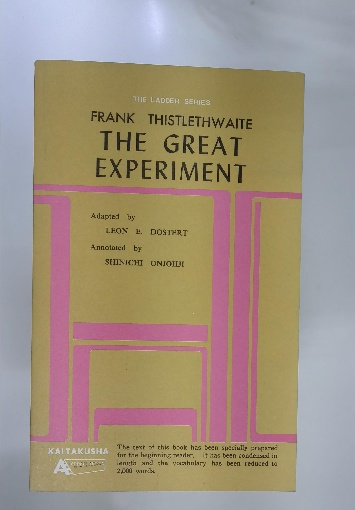 THE LADDER SERIES
FRANK THISTLETHWAITE
THE GREAT
EXPERIMENT
Adapted by
LEON E. DOSTERT
Annotated by
SHINICHI ONJOHJI
KAITAKUSHA
The text of this book has been specially prepared
for the beginning reader. It has been condensed in
length and the vocabulary has been reduced to
2,000 words.